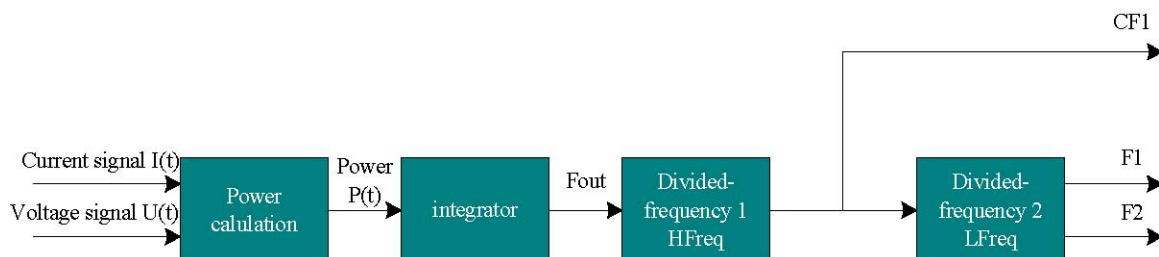 CF1
Current signal I(t)
Voltage signal U(t)
Power
calulation
Power
P(t)
integrator
Fout
Divided-
frequency 1
HFreq
Divided-
frequency 2
LFreq
F1
F2